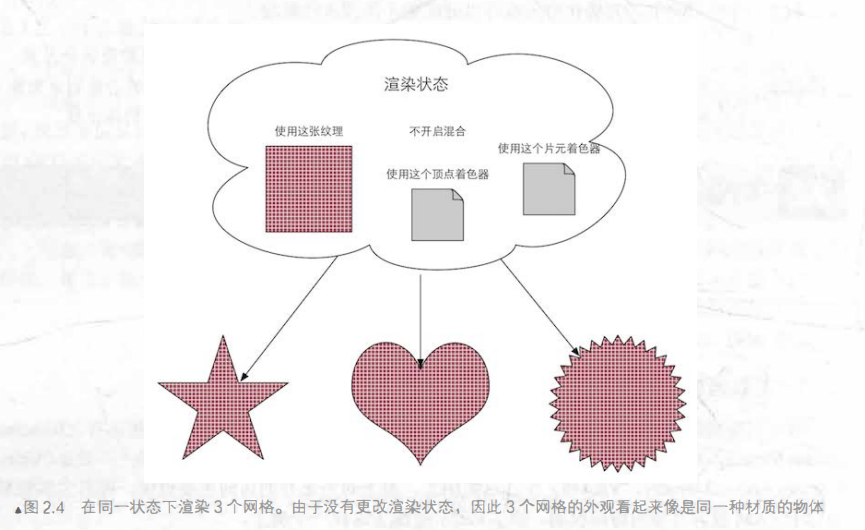 渲染状态
使用这张纹理
不开启混合
使用这个片元着色器
使用这个顶点着色器
▲图 2.4 在同一状态下渲染 3 个网格。由于没有更改渲染状态，因此 3 个网格的外观看起来像是同一种材质的物体